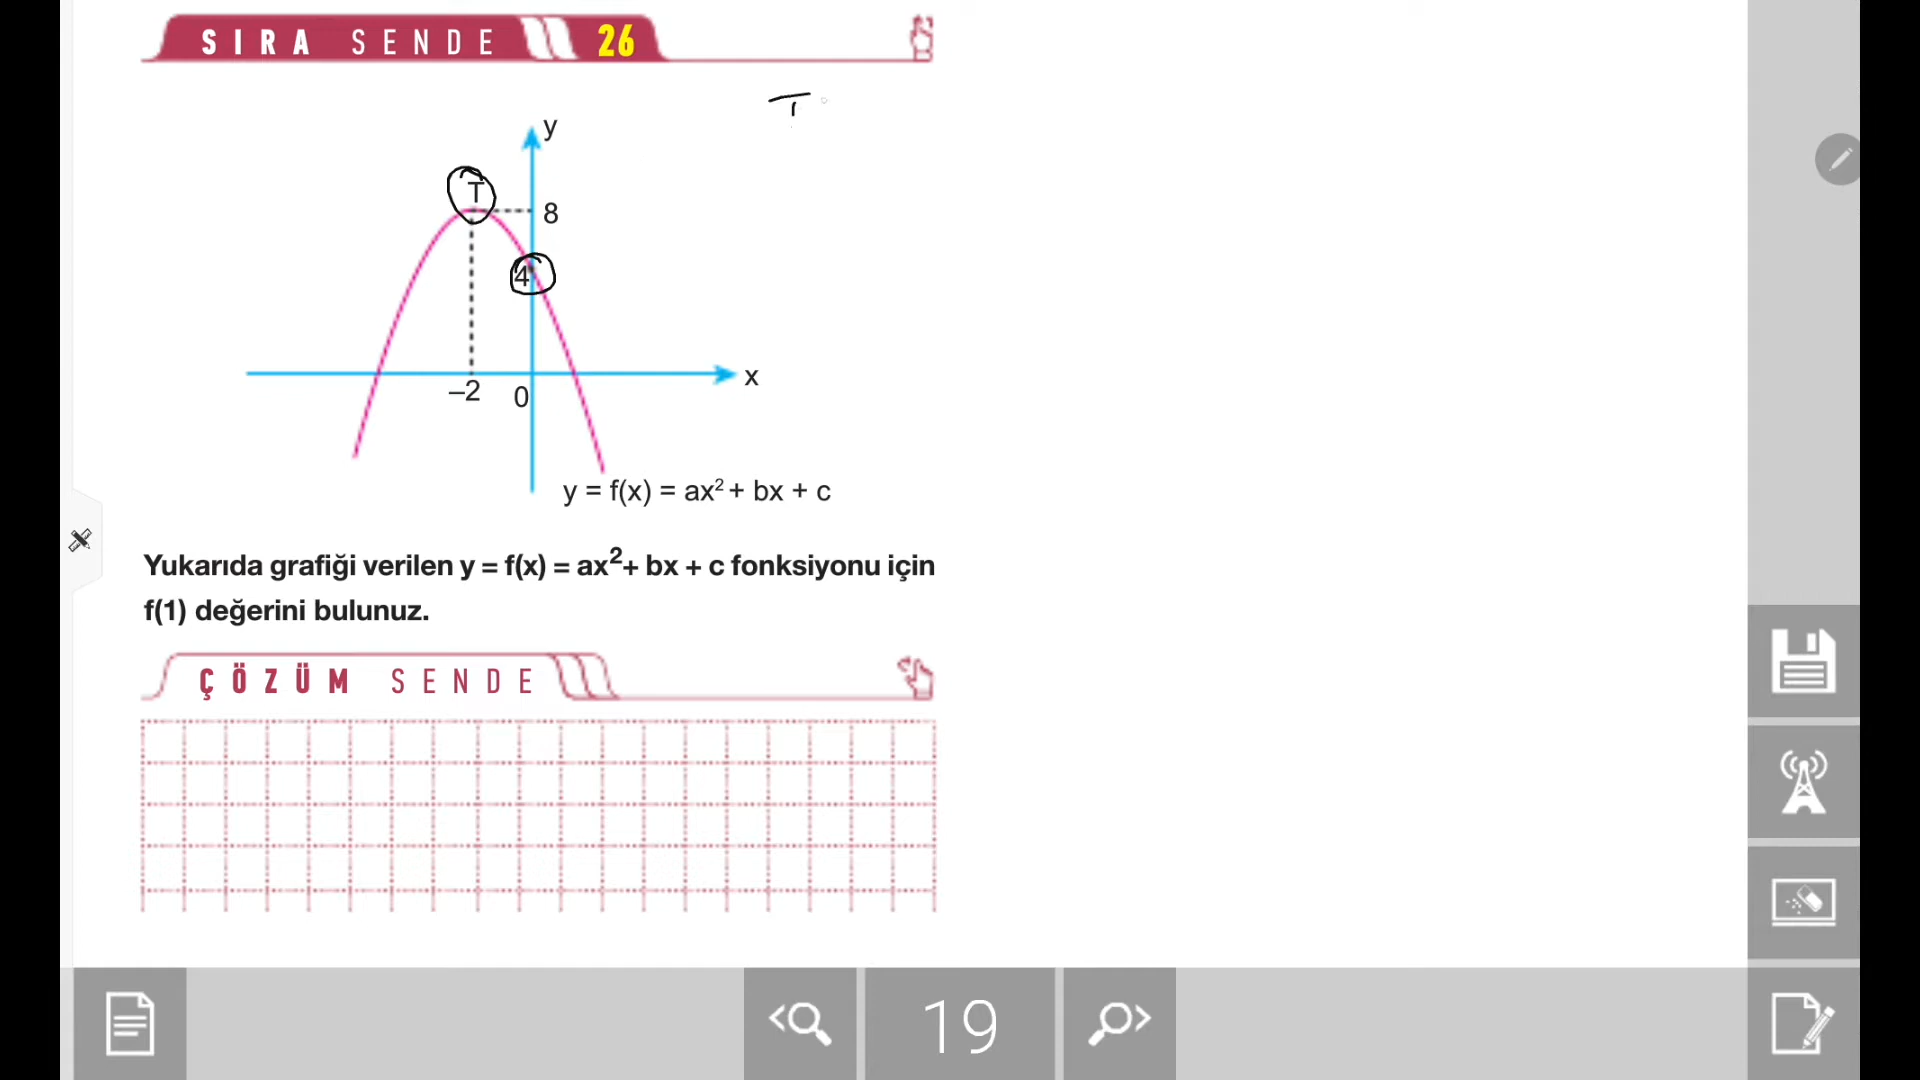 SIRA SENDE 26
T
y
T
8
4
–2
0
x
y = f(x) = ax² + bx + c
Yukarıda grafiği verilen y = f(x) = ax² + bx + c fonksiyonu için
f(1) değerini bulunuz.
ÇÖZÜM SENDE
<
19
>